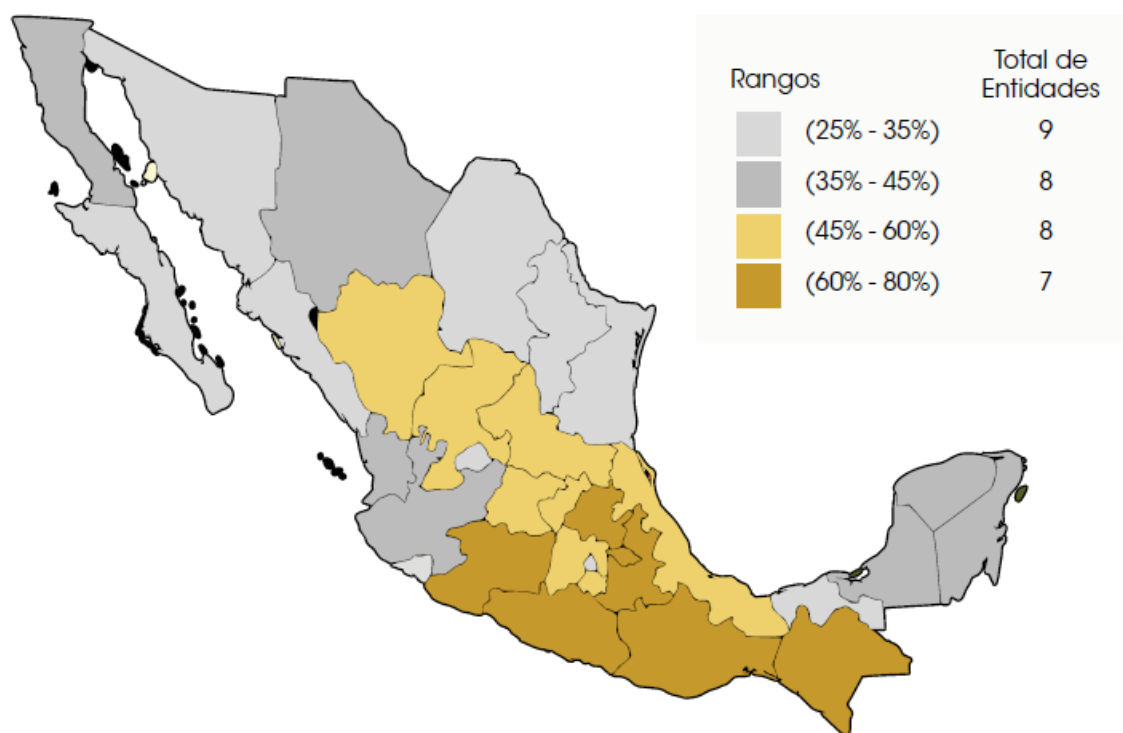 Rangos
Total de
Entidades
(25% - 35%) 9
(35% - 45%) 8
(45% - 60%) 8
(60% - 80%) 7